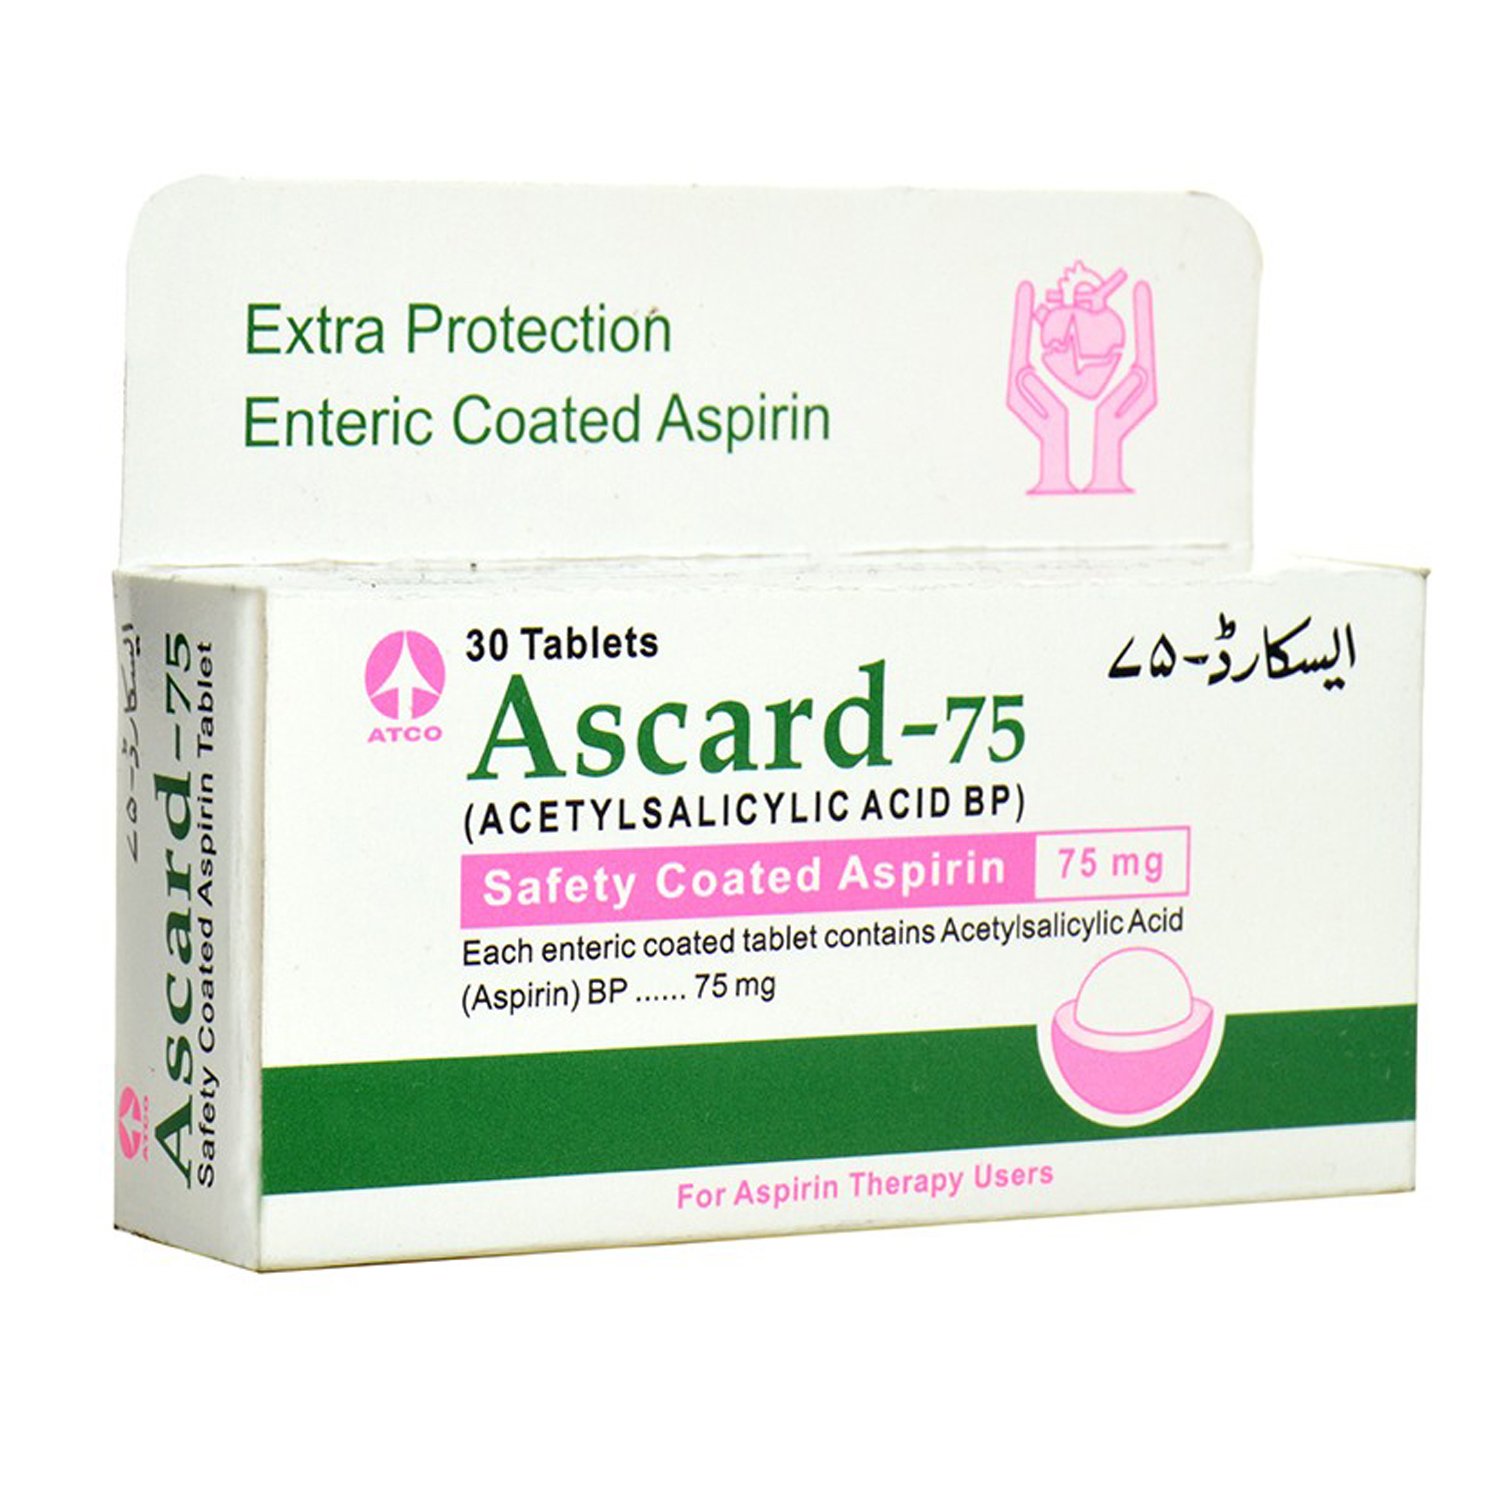 Extra Protection
Enteric Coated Aspirin
30 Tablets
ATCO
Ascard-75
ایسکارڈ-۷۵
(ACETYLSALICYLIC ACID BP)
Safety Coated Aspirin 75 mg
Each enteric coated tablet contains Acetylsalicylic Acid
(Aspirin) BP ...... 75 mg
For Aspirin Therapy Users
ایسکارڈ-۷۵
Ascard-75
Safety Coated Aspirin Tablet
ATCO